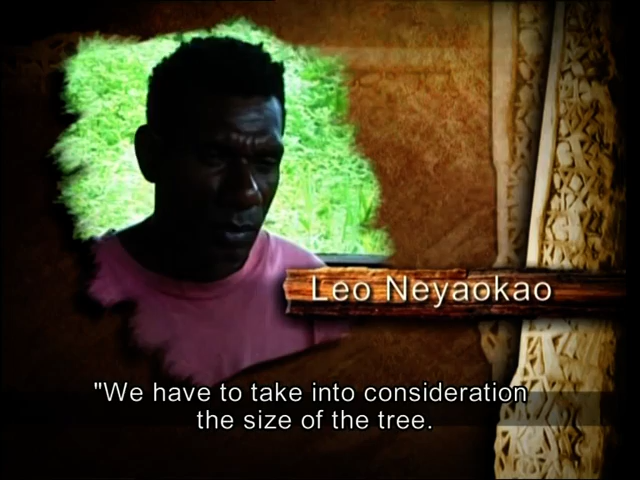 Leo Neyaokao
"We have to take into consideration
the size of the tree.